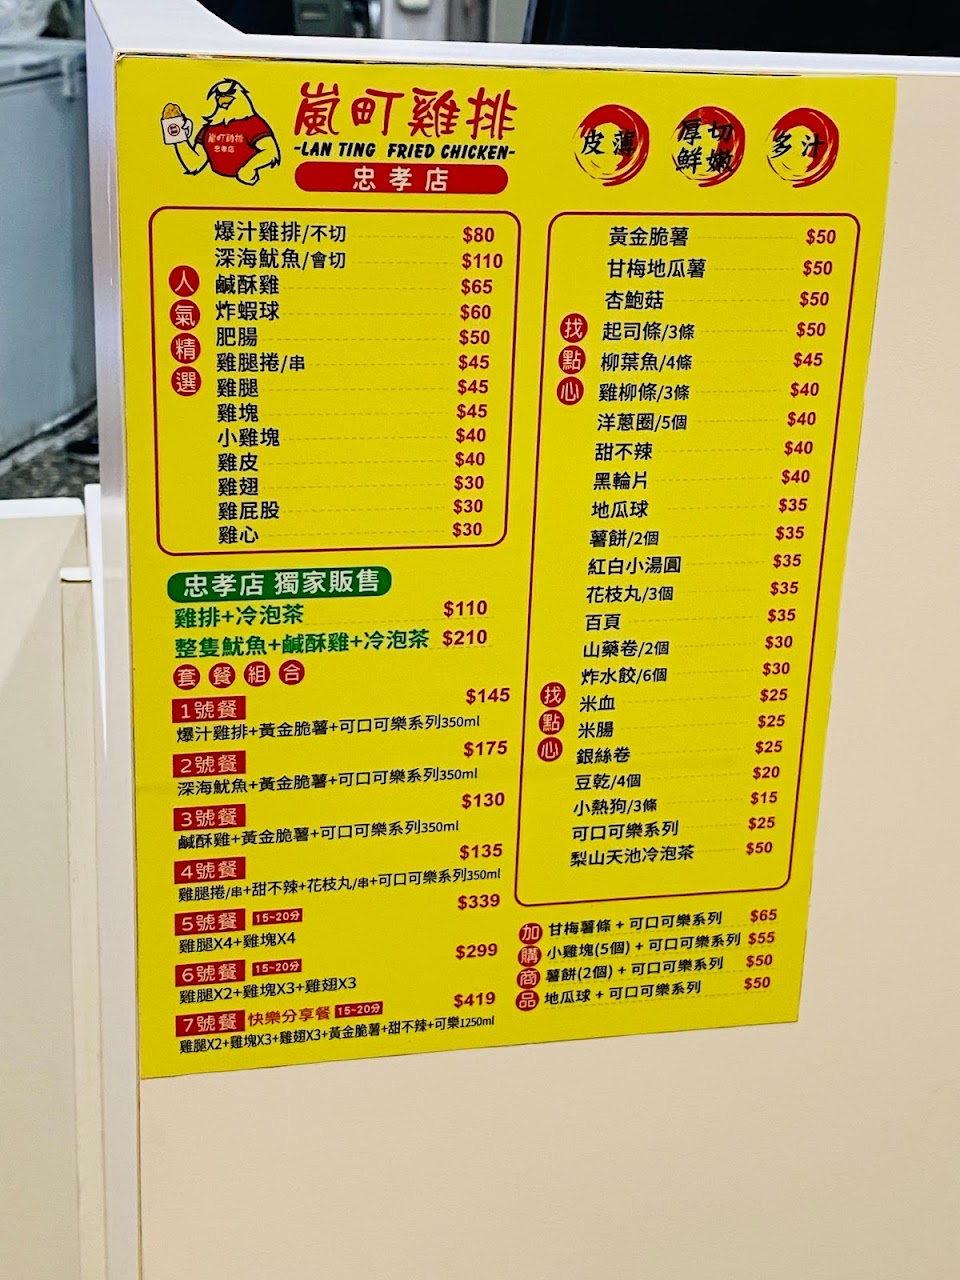 嵐町雞排
-LAN TING FRIED CHICKEN-
忠孝店
嵐町雞排
忠孝店
皮薄
厚切
鮮嫩
多汁
人氣精選
爆汁雞排/不切 $80
深海魷魚/會切 $110
鹹酥雞 $65
炸蝦球 $60
肥腸 $50
雞腿捲/串 $45
雞腿 $45
雞塊 $45
小雞塊 $40
雞皮 $40
雞翅 $30
雞屁股 $30
雞心 $30
忠孝店 獨家販售
雞排+冷泡茶 $110
整隻魷魚+鹹酥雞+冷泡茶 $210
套餐組合
1號餐 $145
爆汁雞排+黃金脆薯+可口可樂系列350ml
2號餐 $175
深海魷魚+黃金脆薯+可口可樂系列350ml
3號餐 $130
鹹酥雞+黃金脆薯+可口可樂系列350ml
4號餐 $135
雞腿捲/串+甜不辣+花枝丸/串+可口可樂系列350ml
5號餐 15~20分 $339
雞腿X4+雞塊X4
6號餐 15~20分 $299
雞腿X2+雞塊X3+雞翅X3
7號餐 快樂分享餐 15~20分 $419
雞腿X2+雞塊X3+雞翅X3+黃金脆薯+甜不辣+可樂1250ml
找點心
黃金脆薯 $50
甘梅地瓜薯 $50
杏鮑菇 $50
起司條/3條 $50
柳葉魚/4條 $45
雞柳條/3條 $40
洋蔥圈/5個 $40
甜不辣 $40
黑輪片 $40
地瓜球 $35
薯餅/2個 $35
紅白小湯圓 $35
花枝丸/3個 $35
百頁 $35
山藥卷/2個 $30
炸水餃/6個 $30
找點心
米血 $25
米腸 $25
銀絲卷 $25
豆乾/4個 $20
小熱狗/3條 $15
可口可樂系列 $25
梨山天池冷泡茶 $50
加購商品
甘梅薯條 + 可口可樂系列 $65
小雞塊(5個) + 可口可樂系列 $55
薯餅(2個) + 可口可樂系列 $50
地瓜球 + 可口可樂系列 $50